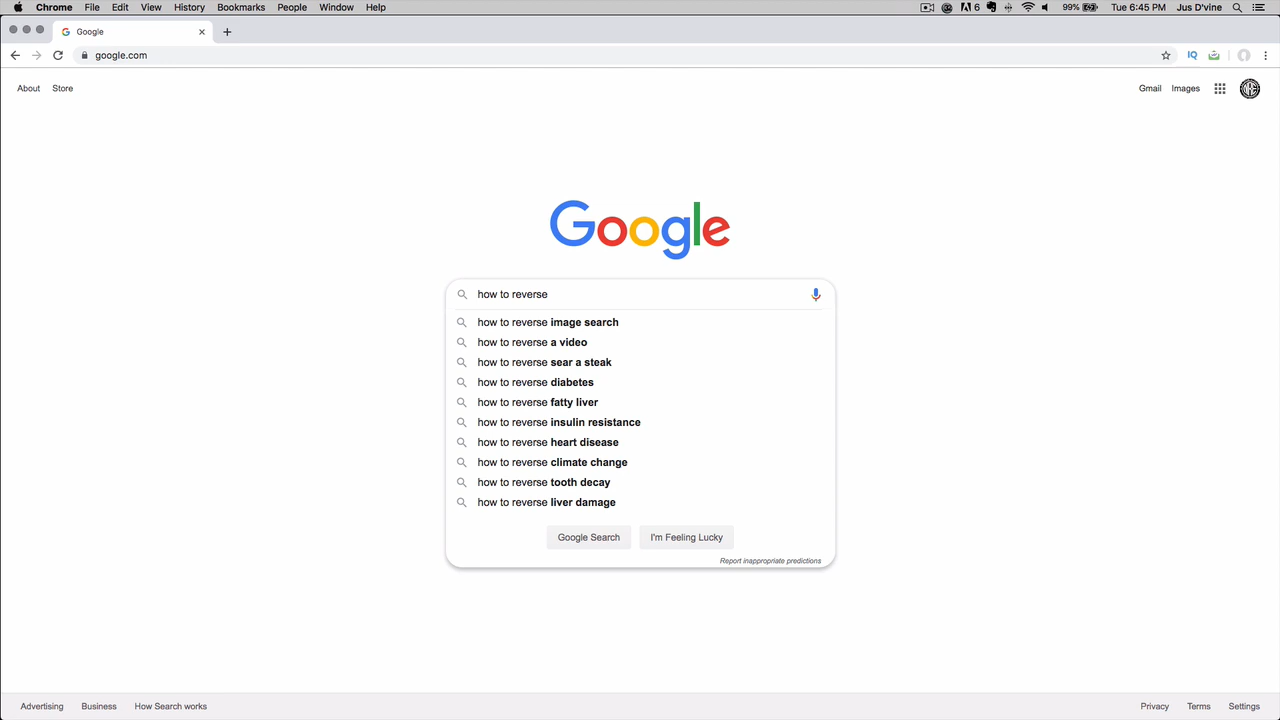 Chrome File Edit View History Bookmarks People Window Help 6 99% Tue 6:45 PM Jus D'vine
Google
google.com IQ
About Store Gmail Images
Google
how to reverse
how to reverse image search
how to reverse a video
how to reverse sear a steak
how to reverse diabetes
how to reverse fatty liver
how to reverse insulin resistance
how to reverse heart disease
how to reverse climate change
how to reverse tooth decay
how to reverse liver damage
Google Search I'm Feeling Lucky
Report inappropriate predictions
Advertising Business How Search works Privacy Terms Settings